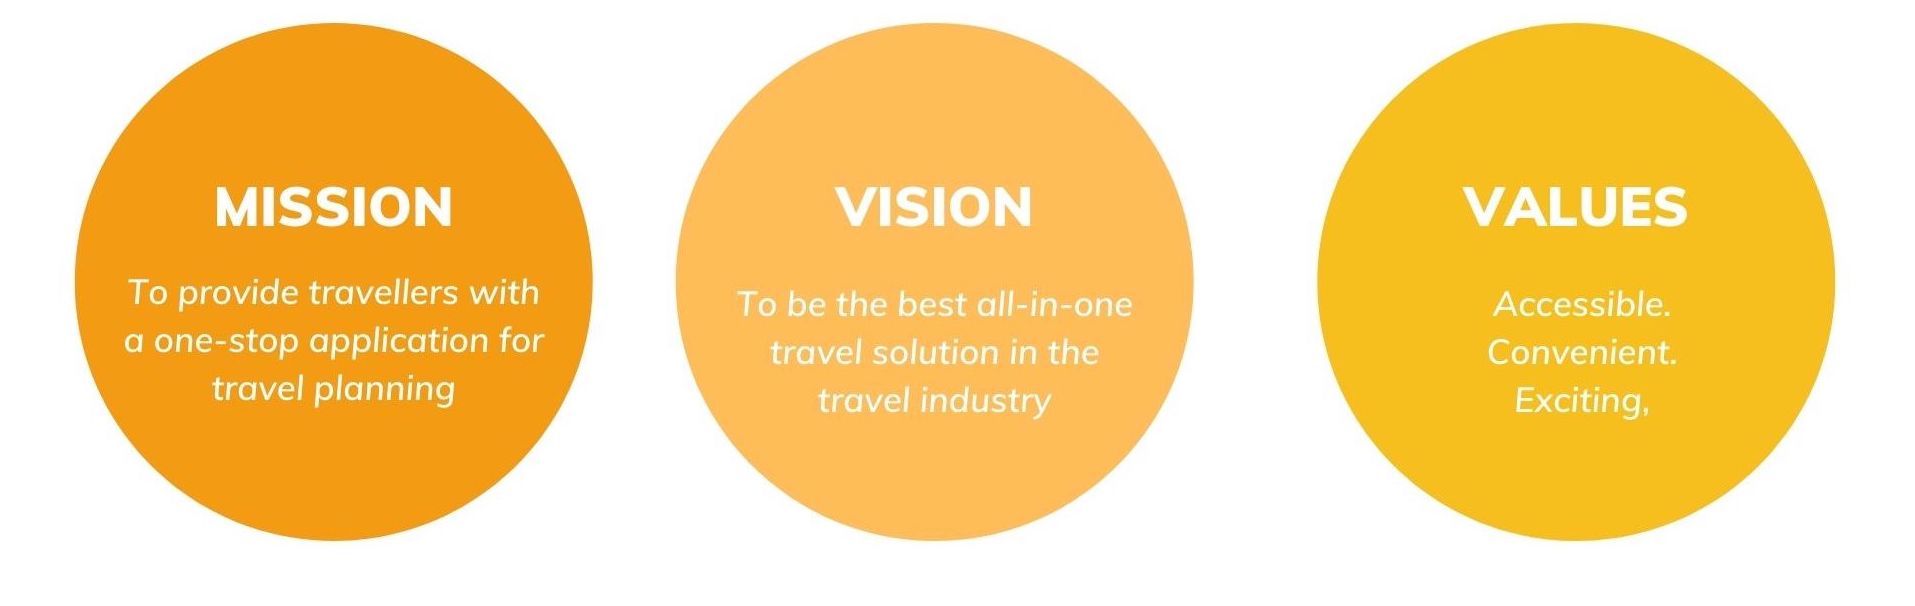 MISSION
To provide travellers with
a one-stop application for
travel planning
VISION
To be the best all-in-one
travel solution in the
travel industry
VALUES
Accessible.
Convenient.
Exciting,